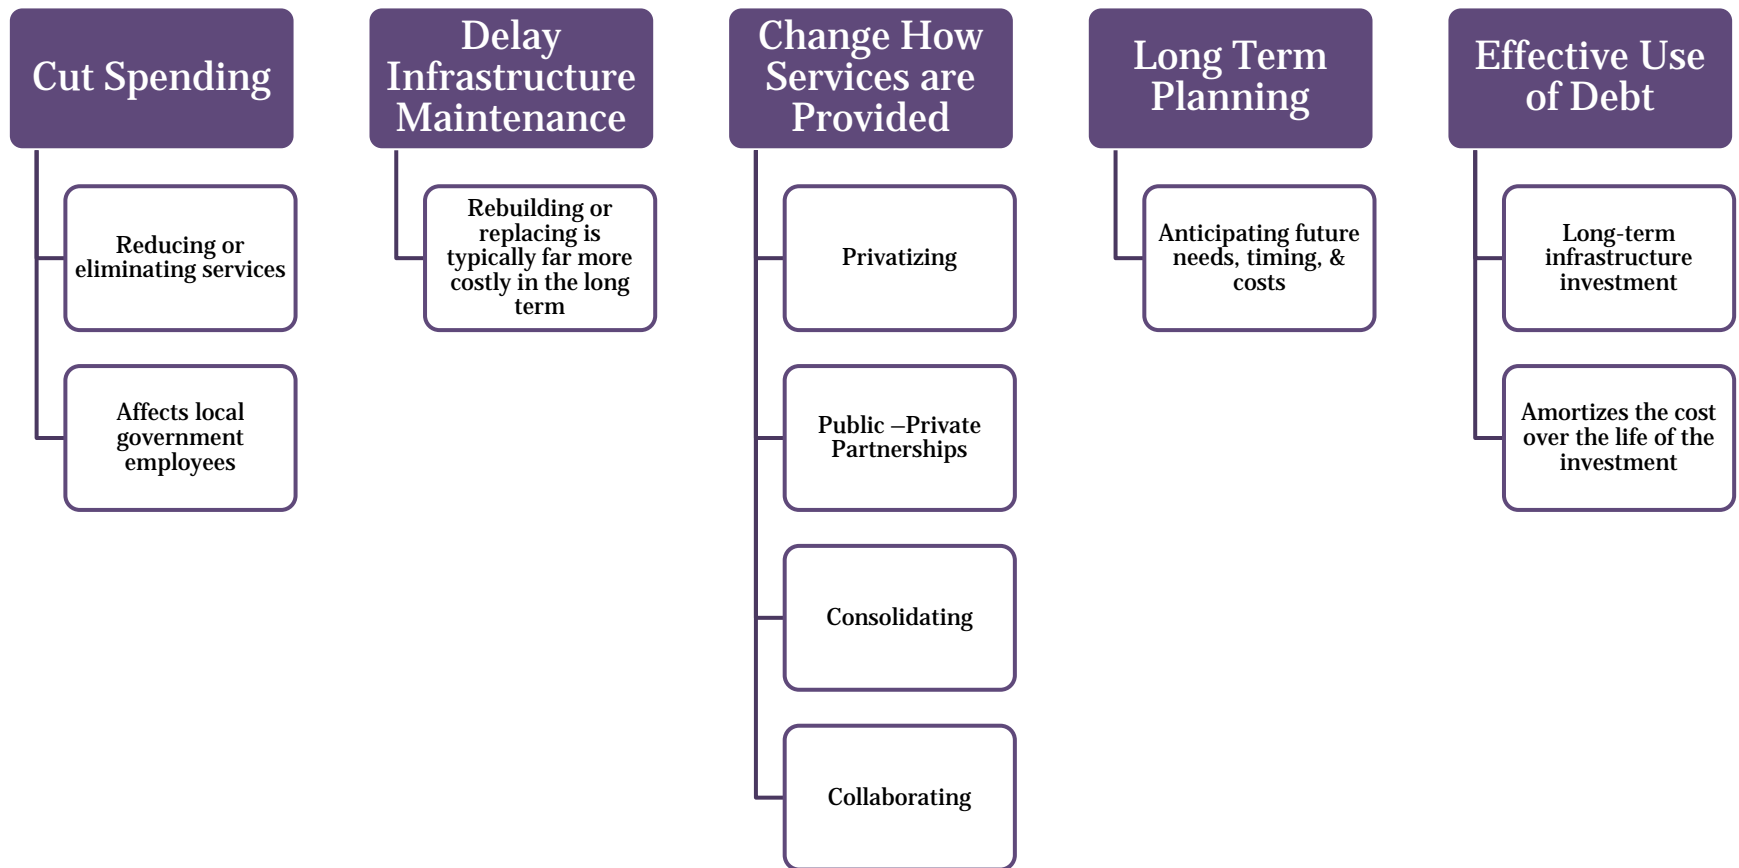 Cut Spending
Reducing or
eliminating services
Affects local
government
employees
Delay
Infrastructure
Maintenance
Rebuilding or
replacing is
typically far more
costly in the long
term
Change How
Services are
Provided
Privatizing
Public –Private
Partnerships
Consolidating
Collaborating
Long Term
Planning
Anticipating future
needs, timing, &
costs
Effective Use
of Debt
Long-term
infrastructure
investment
Amortizes the cost
over the life of the
investment